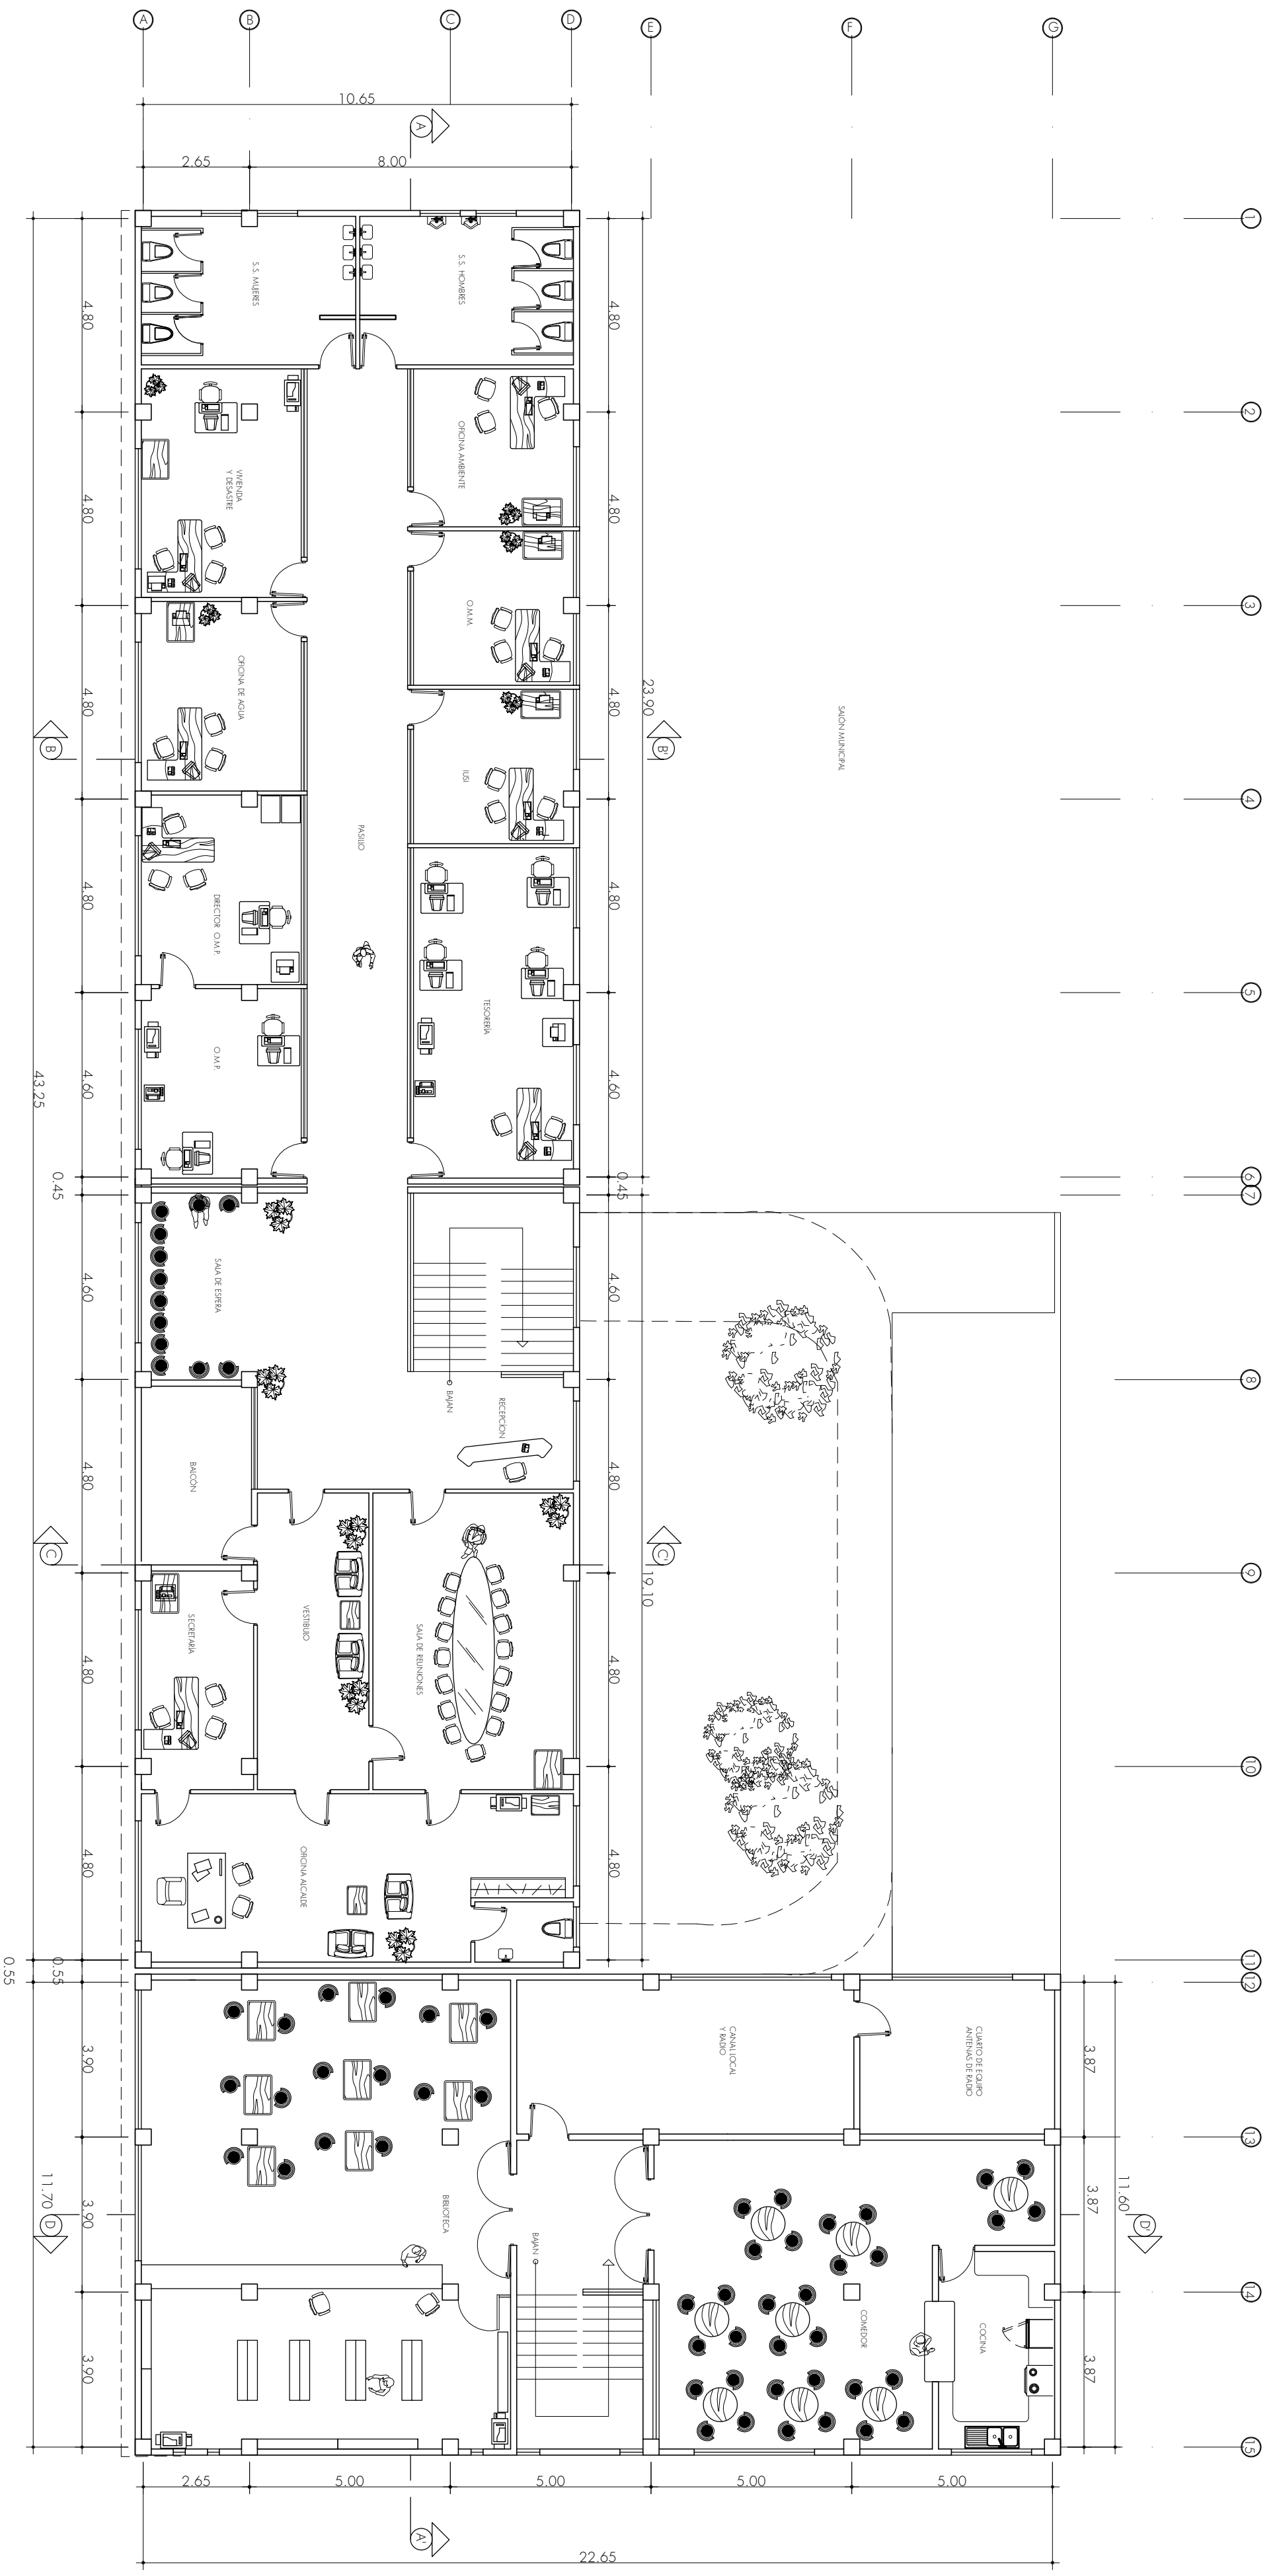 A
B
C
D
E
F
G
10.65
A
2.65
8.00
1
S.S. MUJERES
S.S. HOMBRES
4.80
4.80
2
VIVIENDA
Y DESASTRE
OFICINA AMBIENTE
4.80
4.80
3
OFICINA DE AGUA
O.M.M.
4.80
4.80
23.90
SALÓN MUNICIPAL
B
B'
IUSI
4
PASILLO
4.80
4.80
DIRECTOR O.M.P.
5
TESORERÍA
O.M.P.
43.25
4.60
4.60
0.45
0.45
6
7
SALA DE ESPERA
4.60
4.60
8
BAJAN
RECEPCIÓN
BALCÓN
4.80
4.80
C
C'
19.10
9
SECRETARÍA
VESTIBULO
SALA DE REUNIONES
4.80
4.80
10
4.80
4.80
OFICINA ALCALDE
11
0.55
0.55
12
CANAL LOCAL
Y RADIO
CUARTO DE EQUIPO
ANTENAS DE RADIO
3.90
3.87
13
BIBLIOTECA
BAJAN
11.70
11.60
3.90
3.87
D
D'
14
COMEDOR
COCINA
3.90
3.87
15
2.65
5.00
5.00
5.00
5.00
A'
22.65